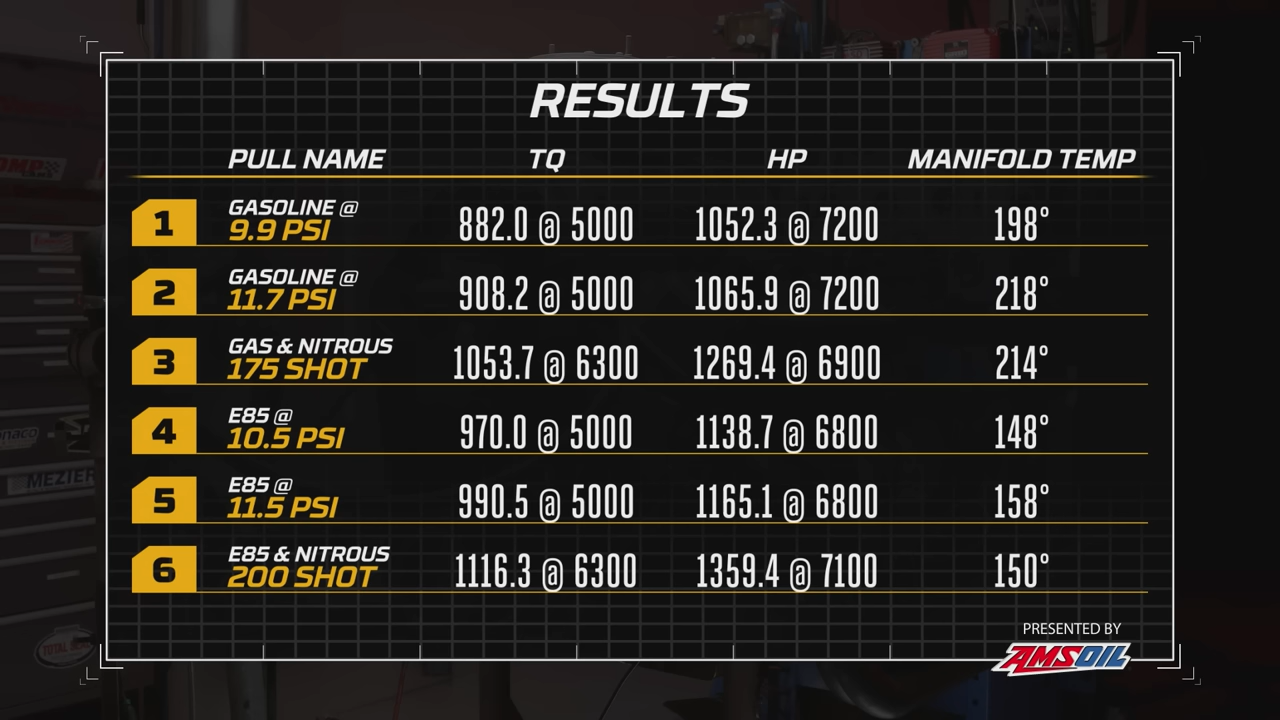 RESULTS
PULL NAME TQ HP MANIFOLD TEMP
1 GASOLINE @
9.9 PSI 882.0 @ 5000 1052.3 @ 7200 198°
2 GASOLINE @
11.7 PSI 908.2 @ 5000 1065.9 @ 7200 218°
3 GAS & NITROUS
175 SHOT 1053.7 @ 6300 1269.4 @ 6900 214°
4 E85 @
10.5 PSI 970.0 @ 5000 1138.7 @ 6800 148°
5 E85 @
11.5 PSI 990.5 @ 5000 1165.1 @ 6800 158°
6 E85 & NITROUS
200 SHOT 1116.3 @ 6300 1359.4 @ 7100 150°
PRESENTED BY
AMSOIL
MEZIER